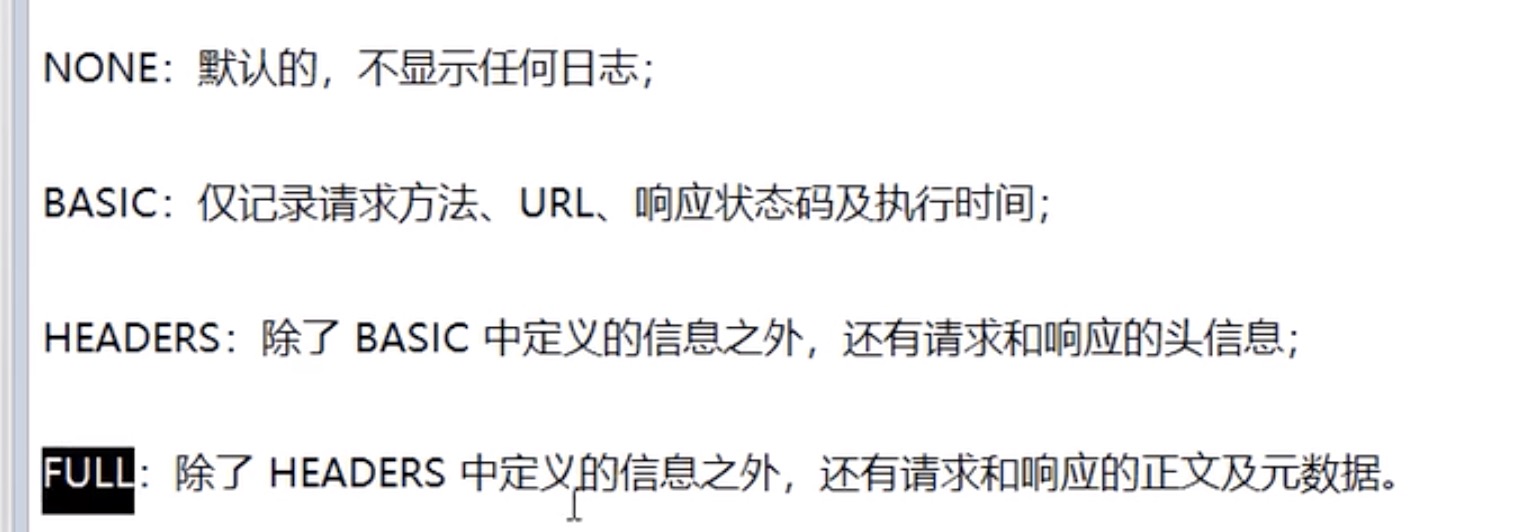 NONE：默认的，不显示任何日志；
BASIC：仅记录请求方法、URL、响应状态码及执行时间；
HEADERS：除了 BASIC 中定义的信息之外，还有请求和响应的头信息；
FULL：除了 HEADERS 中定义的信息之外，还有请求和响应的正文及元数据。